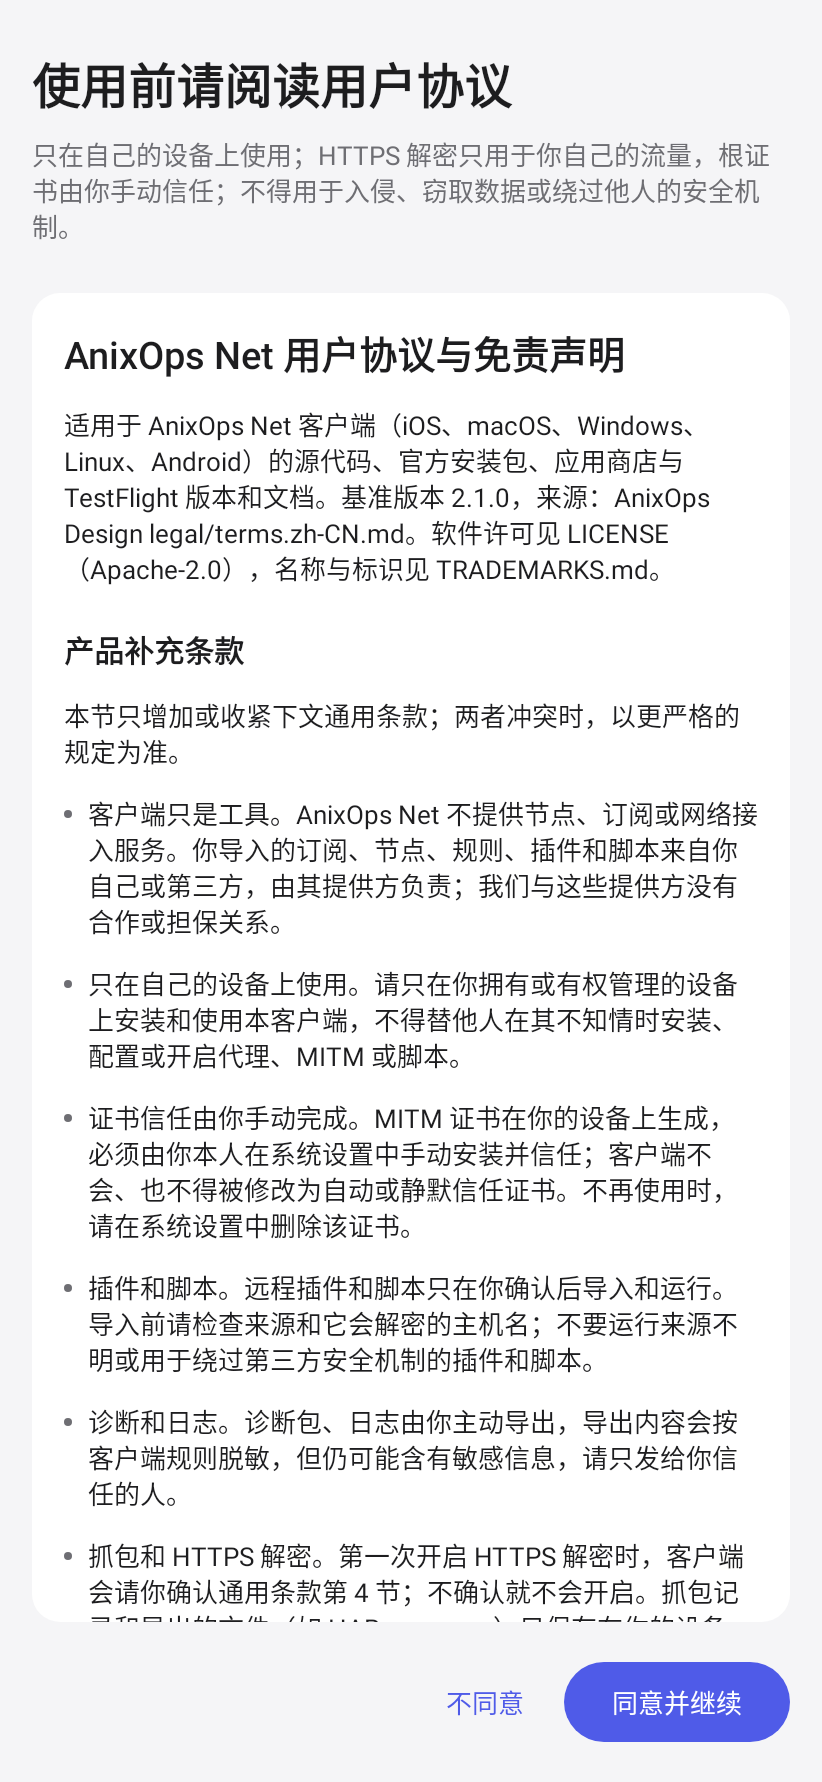 使用前请阅读用户协议
只在自己的设备上使用；HTTPS 解密只用于你自己的流量，根证
书由你手动信任；不得用于入侵、窃取数据或绕过他人的安全机
制。
AnixOps Net 用户协议与免责声明
适用于 AnixOps Net 客户端（iOS、macOS、Windows、
Linux、Android）的源代码、官方安装包、应用商店与
TestFlight 版本和文档。基准版本 2.1.0，来源：AnixOps
Design legal/terms.zh-CN.md。软件许可见 LICENSE
（Apache-2.0），名称与标识见 TRADEMARKS.md。
产品补充条款
本节只增加或收紧下文通用条款；两者冲突时，以更严格的
规定为准。
• 客户端只是工具。AnixOps Net 不提供节点、订阅或网络接
入服务。你导入的订阅、节点、规则、插件和脚本来自你
自己或第三方，由其提供方负责；我们与这些提供方没有
合作或担保关系。
• 只在自己的设备上使用。请只在你拥有或有权管理的设备
上安装和使用本客户端，不得替他人在其不知情时安装、
配置或开启代理、MITM 或脚本。
• 证书信任由你手动完成。MITM 证书在你的设备上生成，
必须由你本人在系统设置中手动安装并信任；客户端不
会、也不得被修改为自动或静默信任证书。不再使用时，
请在系统设置中删除该证书。
• 插件和脚本。远程插件和脚本只在你确认后导入和运行。
导入前请检查来源和它会解密的主机名；不要运行来源不
明或用于绕过第三方安全机制的插件和脚本。
• 诊断和日志。诊断包、日志由你主动导出，导出内容会按
客户端规则脱敏，但仍可能含有敏感信息，请只发给你信
任的人。
• 抓包和 HTTPS 解密。第一次开启 HTTPS 解密时，客户端
会请你确认通用条款第 4 节；不确认就不会开启。抓包记
不同意
同意并继续